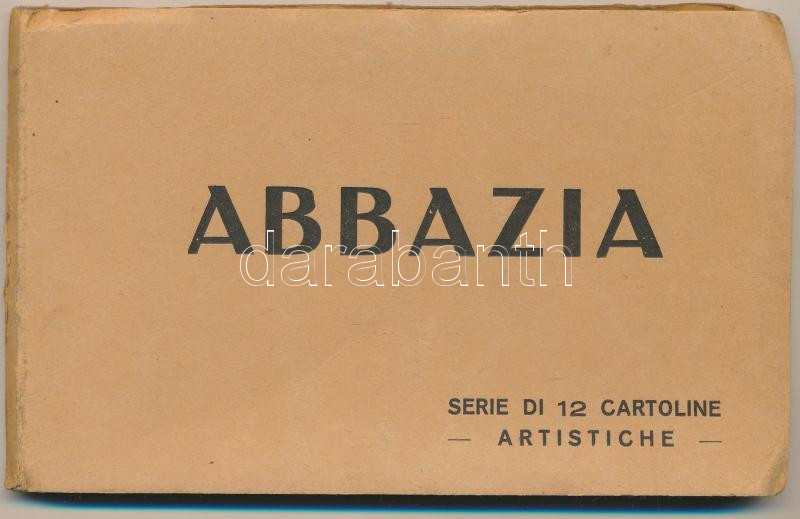 ABBAZIA
darabanth
SERIE DI 12 CARTOLINE
— ARTISTICHE —